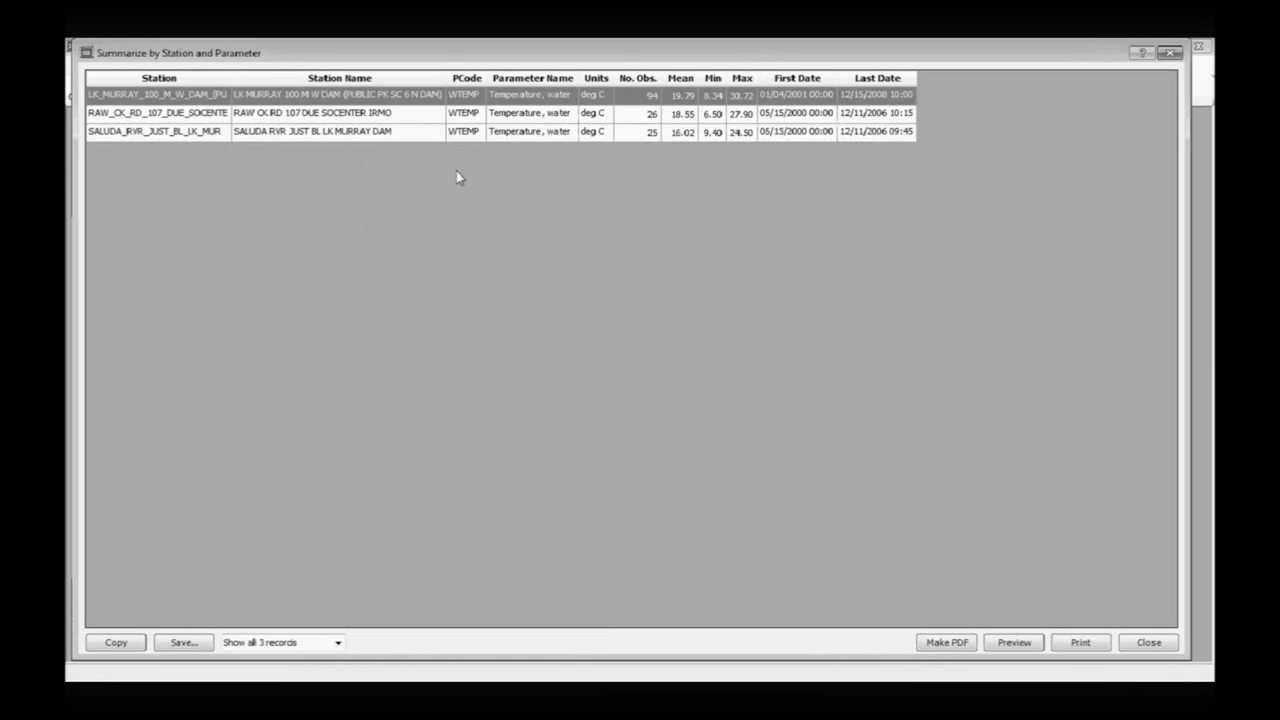 Summarize by Station and Parameter
Station Station Name PCode Parameter Name Units No. Obs. Mean Min Max First Date Last Date
LK_MURRAY_100_M_W_DAM_(PU LK MURRAY 100 M W DAM (PUBLIC PK SC 6 N DAM) WTEMP Temperature, water deg C 94 19.79 8.34 30.72 01/04/2001 00:00 12/15/2008 10:00
RAW_CK_RD_107_DUE_SOCENTE RAW CK RD 107 DUE SOCENTER IRMO WTEMP Temperature, water deg C 26 18.55 6.50 27.90 05/15/2000 00:00 12/11/2006 10:15
SALUDA_RVR_JUST_BL_LK_MUR SALUDA RVR JUST BL LK MURRAY DAM WTEMP Temperature, water deg C 25 16.02 9.40 24.50 05/15/2000 00:00 12/11/2006 09:45
Copy Save... Show all 3 records Make PDF Preview Print Close